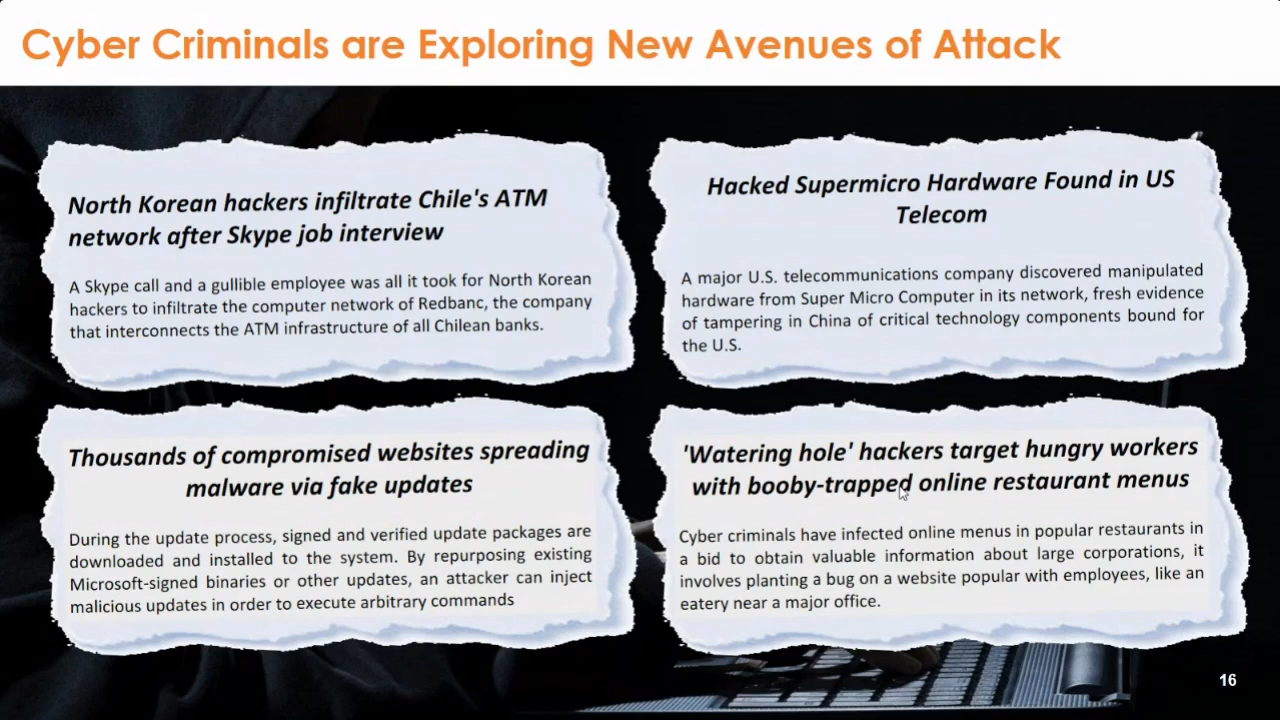 Cyber Criminals are Exploring New Avenues of Attack
North Korean hackers infiltrate Chile's ATM
network after Skype job interview
A Skype call and a gullible employee was all it took for North Korean
hackers to infiltrate the computer network of Redbanc, the company
that interconnects the ATM infrastructure of all Chilean banks.
Hacked Supermicro Hardware Found in US
Telecom
A major U.S. telecommunications company discovered manipulated
hardware from Super Micro Computer in its network, fresh evidence
of tampering in China of critical technology components bound for
the U.S.
Thousands of compromised websites spreading
malware via fake updates
During the update process, signed and verified update packages are
downloaded and installed to the system. By repurposing existing
Microsoft-signed binaries or other updates, an attacker can inject
malicious updates in order to execute arbitrary commands
'Watering hole' hackers target hungry workers
with booby-trapped online restaurant menus
Cyber criminals have infected online menus in popular restaurants in
a bid to obtain valuable information about large corporations, it
involves planting a bug on a website popular with employees, like an
eatery near a major office.
16